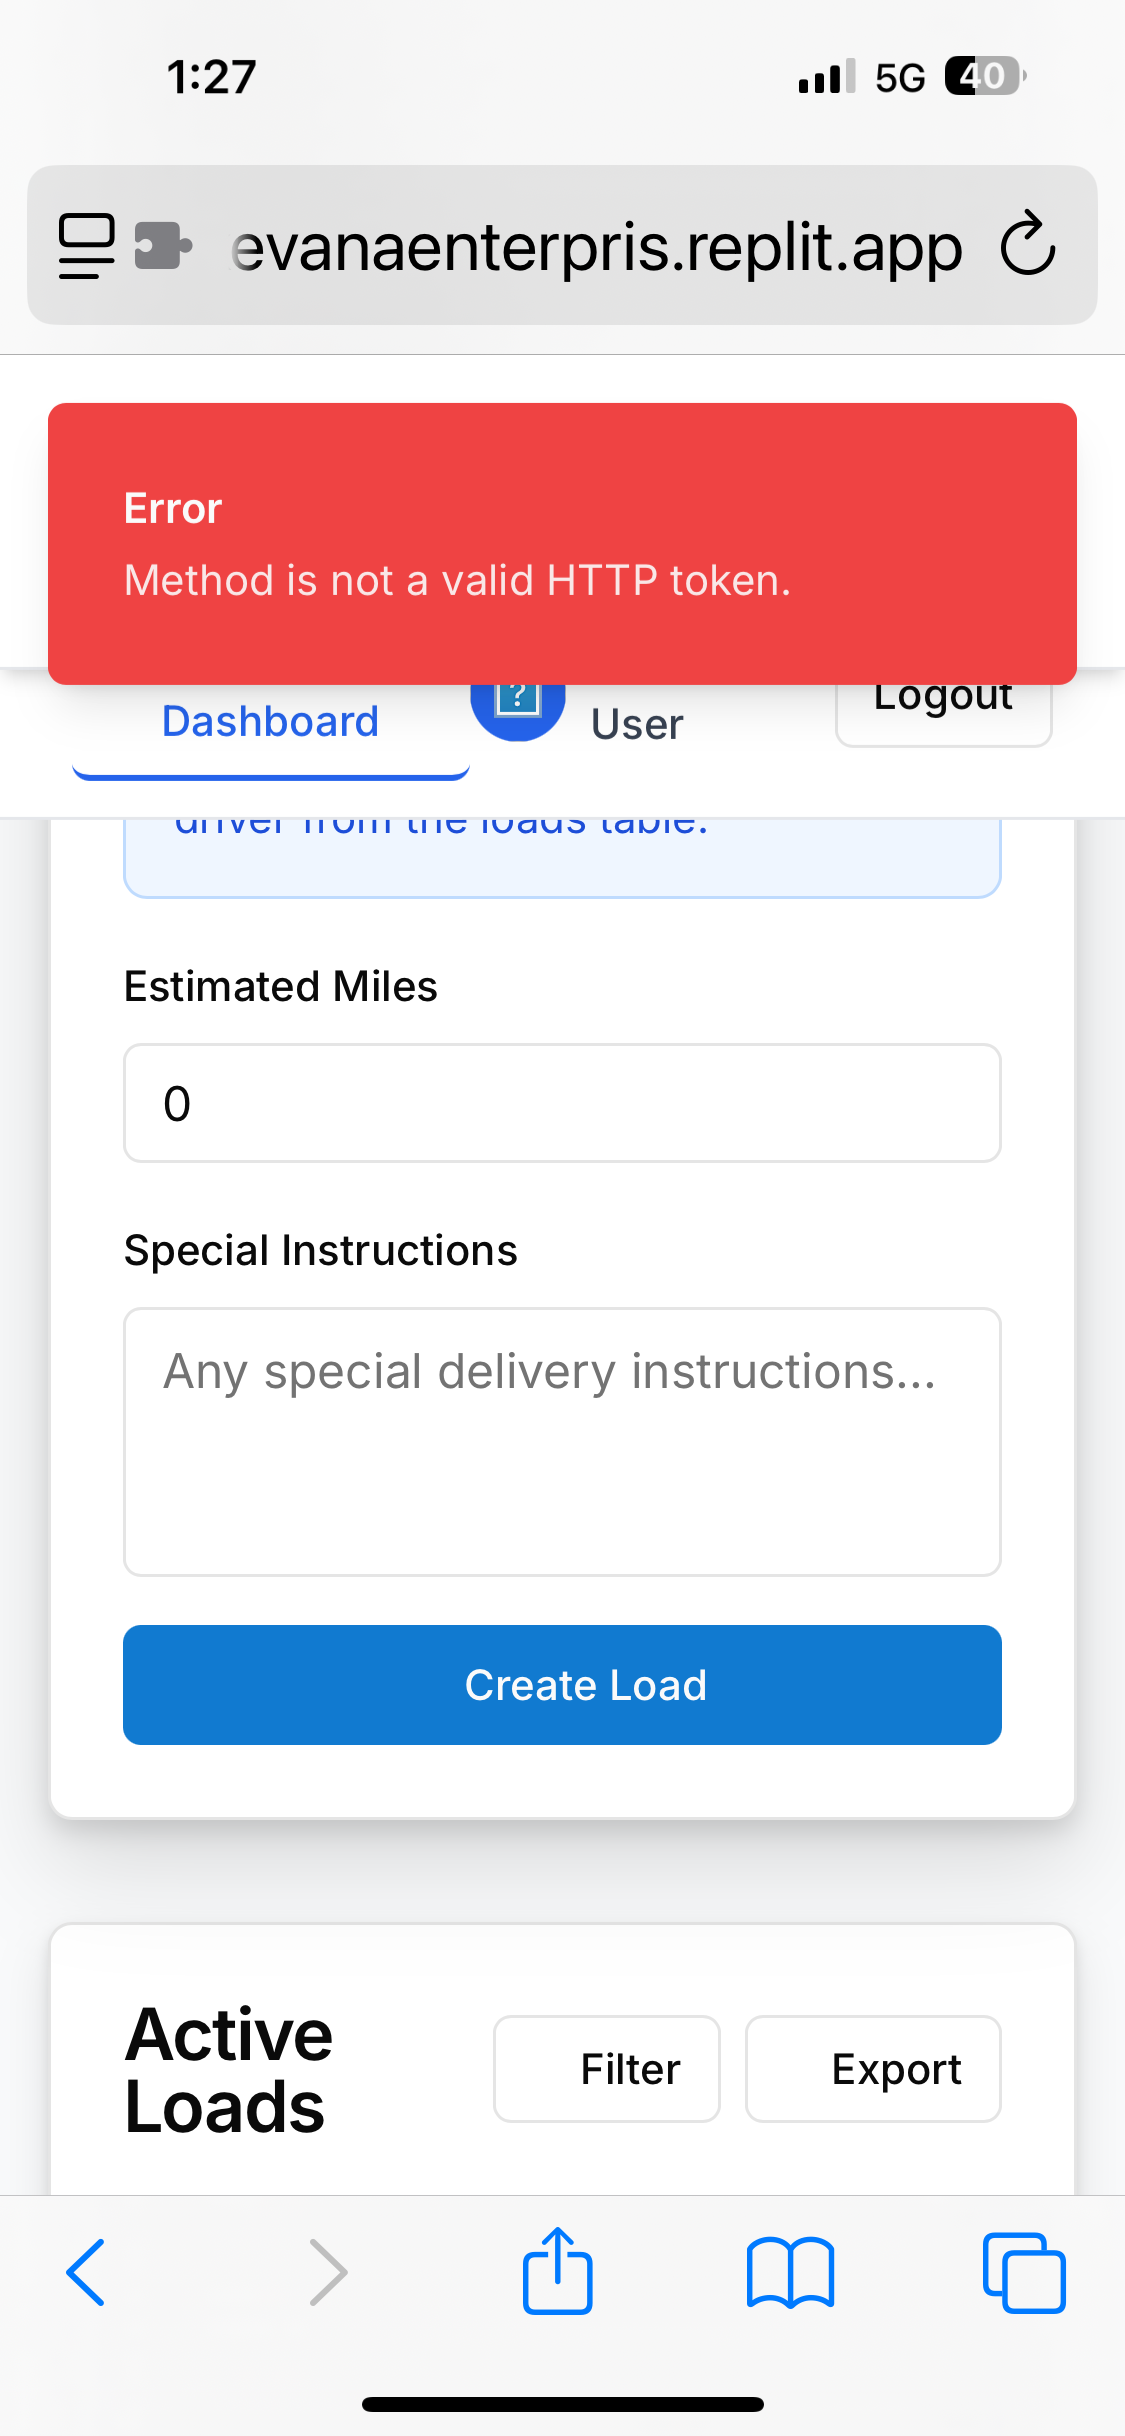 1:27
5G
40
evanaenterpris.replit.app
Error
Method is not a valid HTTP token.
Dashboard
User
Logout
driver from the loads table.
Estimated Miles
0
Special Instructions
Any special delivery instructions...
Create Load
Active
Loads
Filter
Export